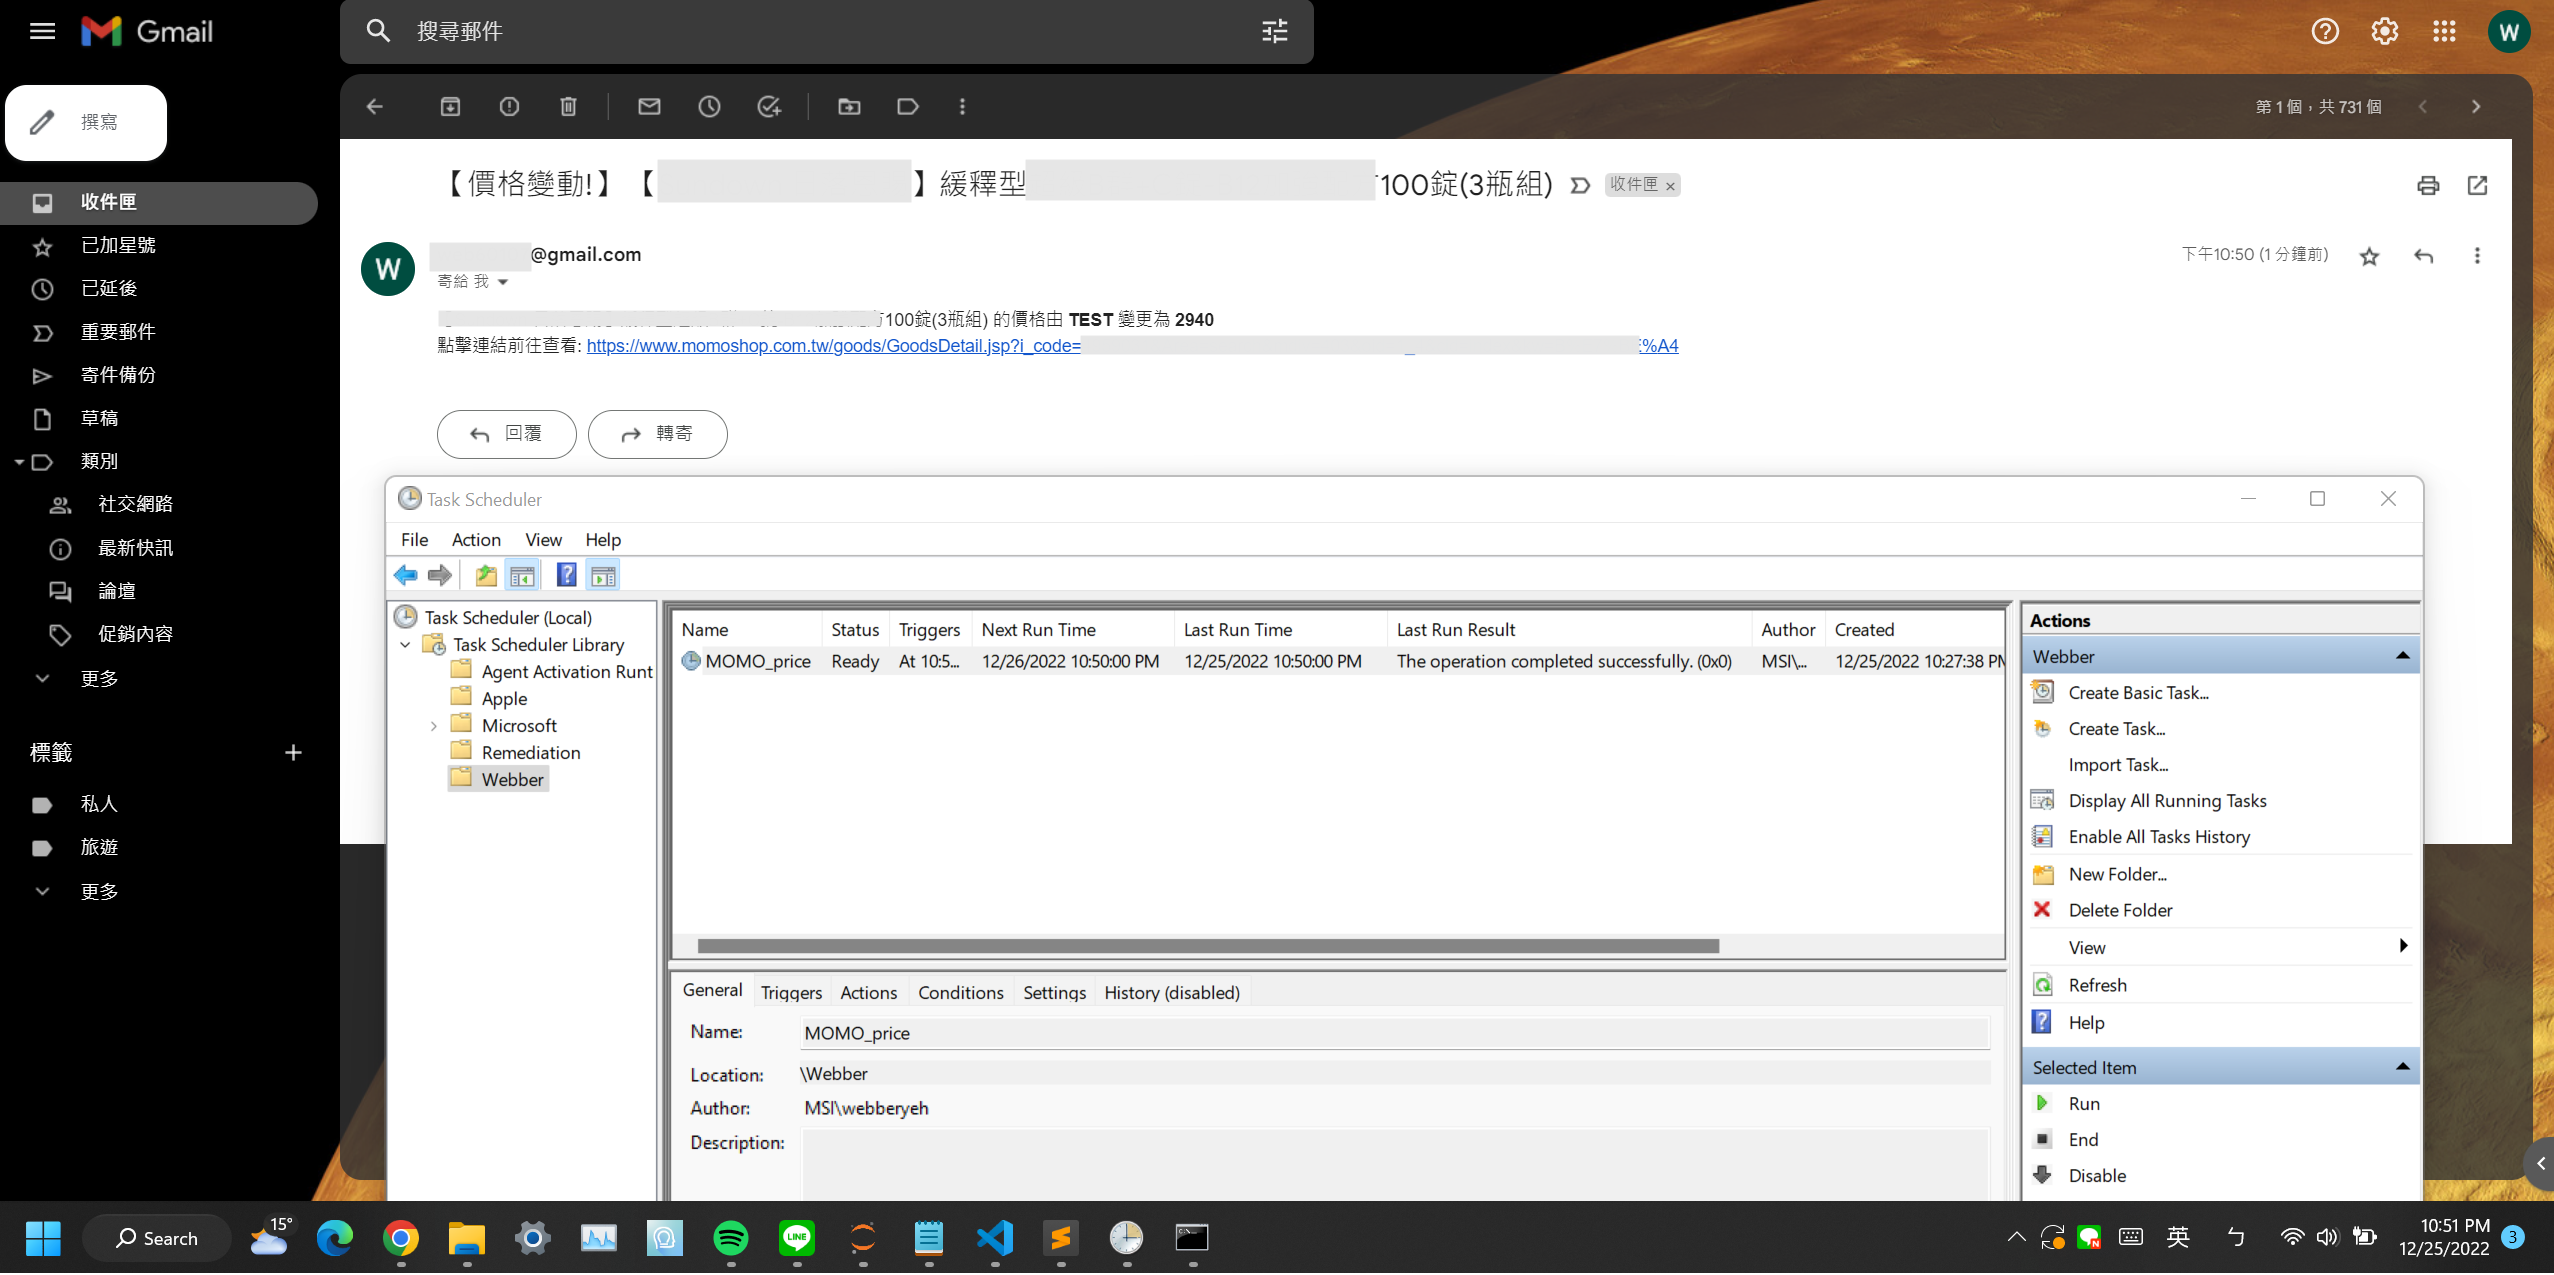 Gmail
搜尋郵件
W
撰寫
第 1 個，共 731 個
收件匣
已加星號
已延後
重要郵件
寄件備份
草稿
類別
社交網路
最新快訊
論壇
促銷內容
更多
標籤
私人
旅遊
更多
【價格變動!】【 】緩釋型 100錠(3瓶組)
收件匣 ×
W
@gmail.com
下午10:50 (1 分鐘前)
寄給 我
100錠(3瓶組) 的價格由 TEST 變更為 2940
點擊連結前往查看: https://www.momoshop.com.tw/goods/GoodsDetail.jsp?i_code= %A4
回覆
轉寄
Task Scheduler
File Action View Help
Task Scheduler (Local)
Task Scheduler Library
Agent Activation Runt
Apple
Microsoft
Remediation
Webber
Name Status Triggers Next Run Time Last Run Time Last Run Result Author Created
MOMO_price Ready At 10:5... 12/26/2022 10:50:00 PM 12/25/2022 10:50:00 PM The operation completed successfully. (0x0) MSI\... 12/25/2022 10:27:38 PM
General Triggers Actions Conditions Settings History (disabled)
Name: MOMO_price
Location: \Webber
Author: MSI\webberyeh
Description:
Actions
Webber
Create Basic Task...
Create Task...
Import Task...
Display All Running Tasks
Enable All Tasks History
New Folder...
Delete Folder
View
Refresh
Help
Selected Item
Run
End
Disable
Search
15°
LINE
英
ㄅ
10:51 PM
12/25/2022
3